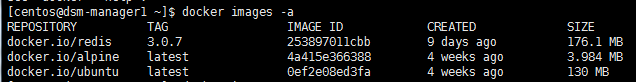 [centos@dsm-manager1 ~]$ docker images -a
REPOSITORY TAG IMAGE ID CREATED SIZE
docker.io/redis 3.0.7 253897011cbb 9 days ago 176.1 MB
docker.io/alpine latest 4a415e366388 4 weeks ago 3.984 MB
docker.io/ubuntu latest 0ef2e08ed3fa 4 weeks ago 130 MB